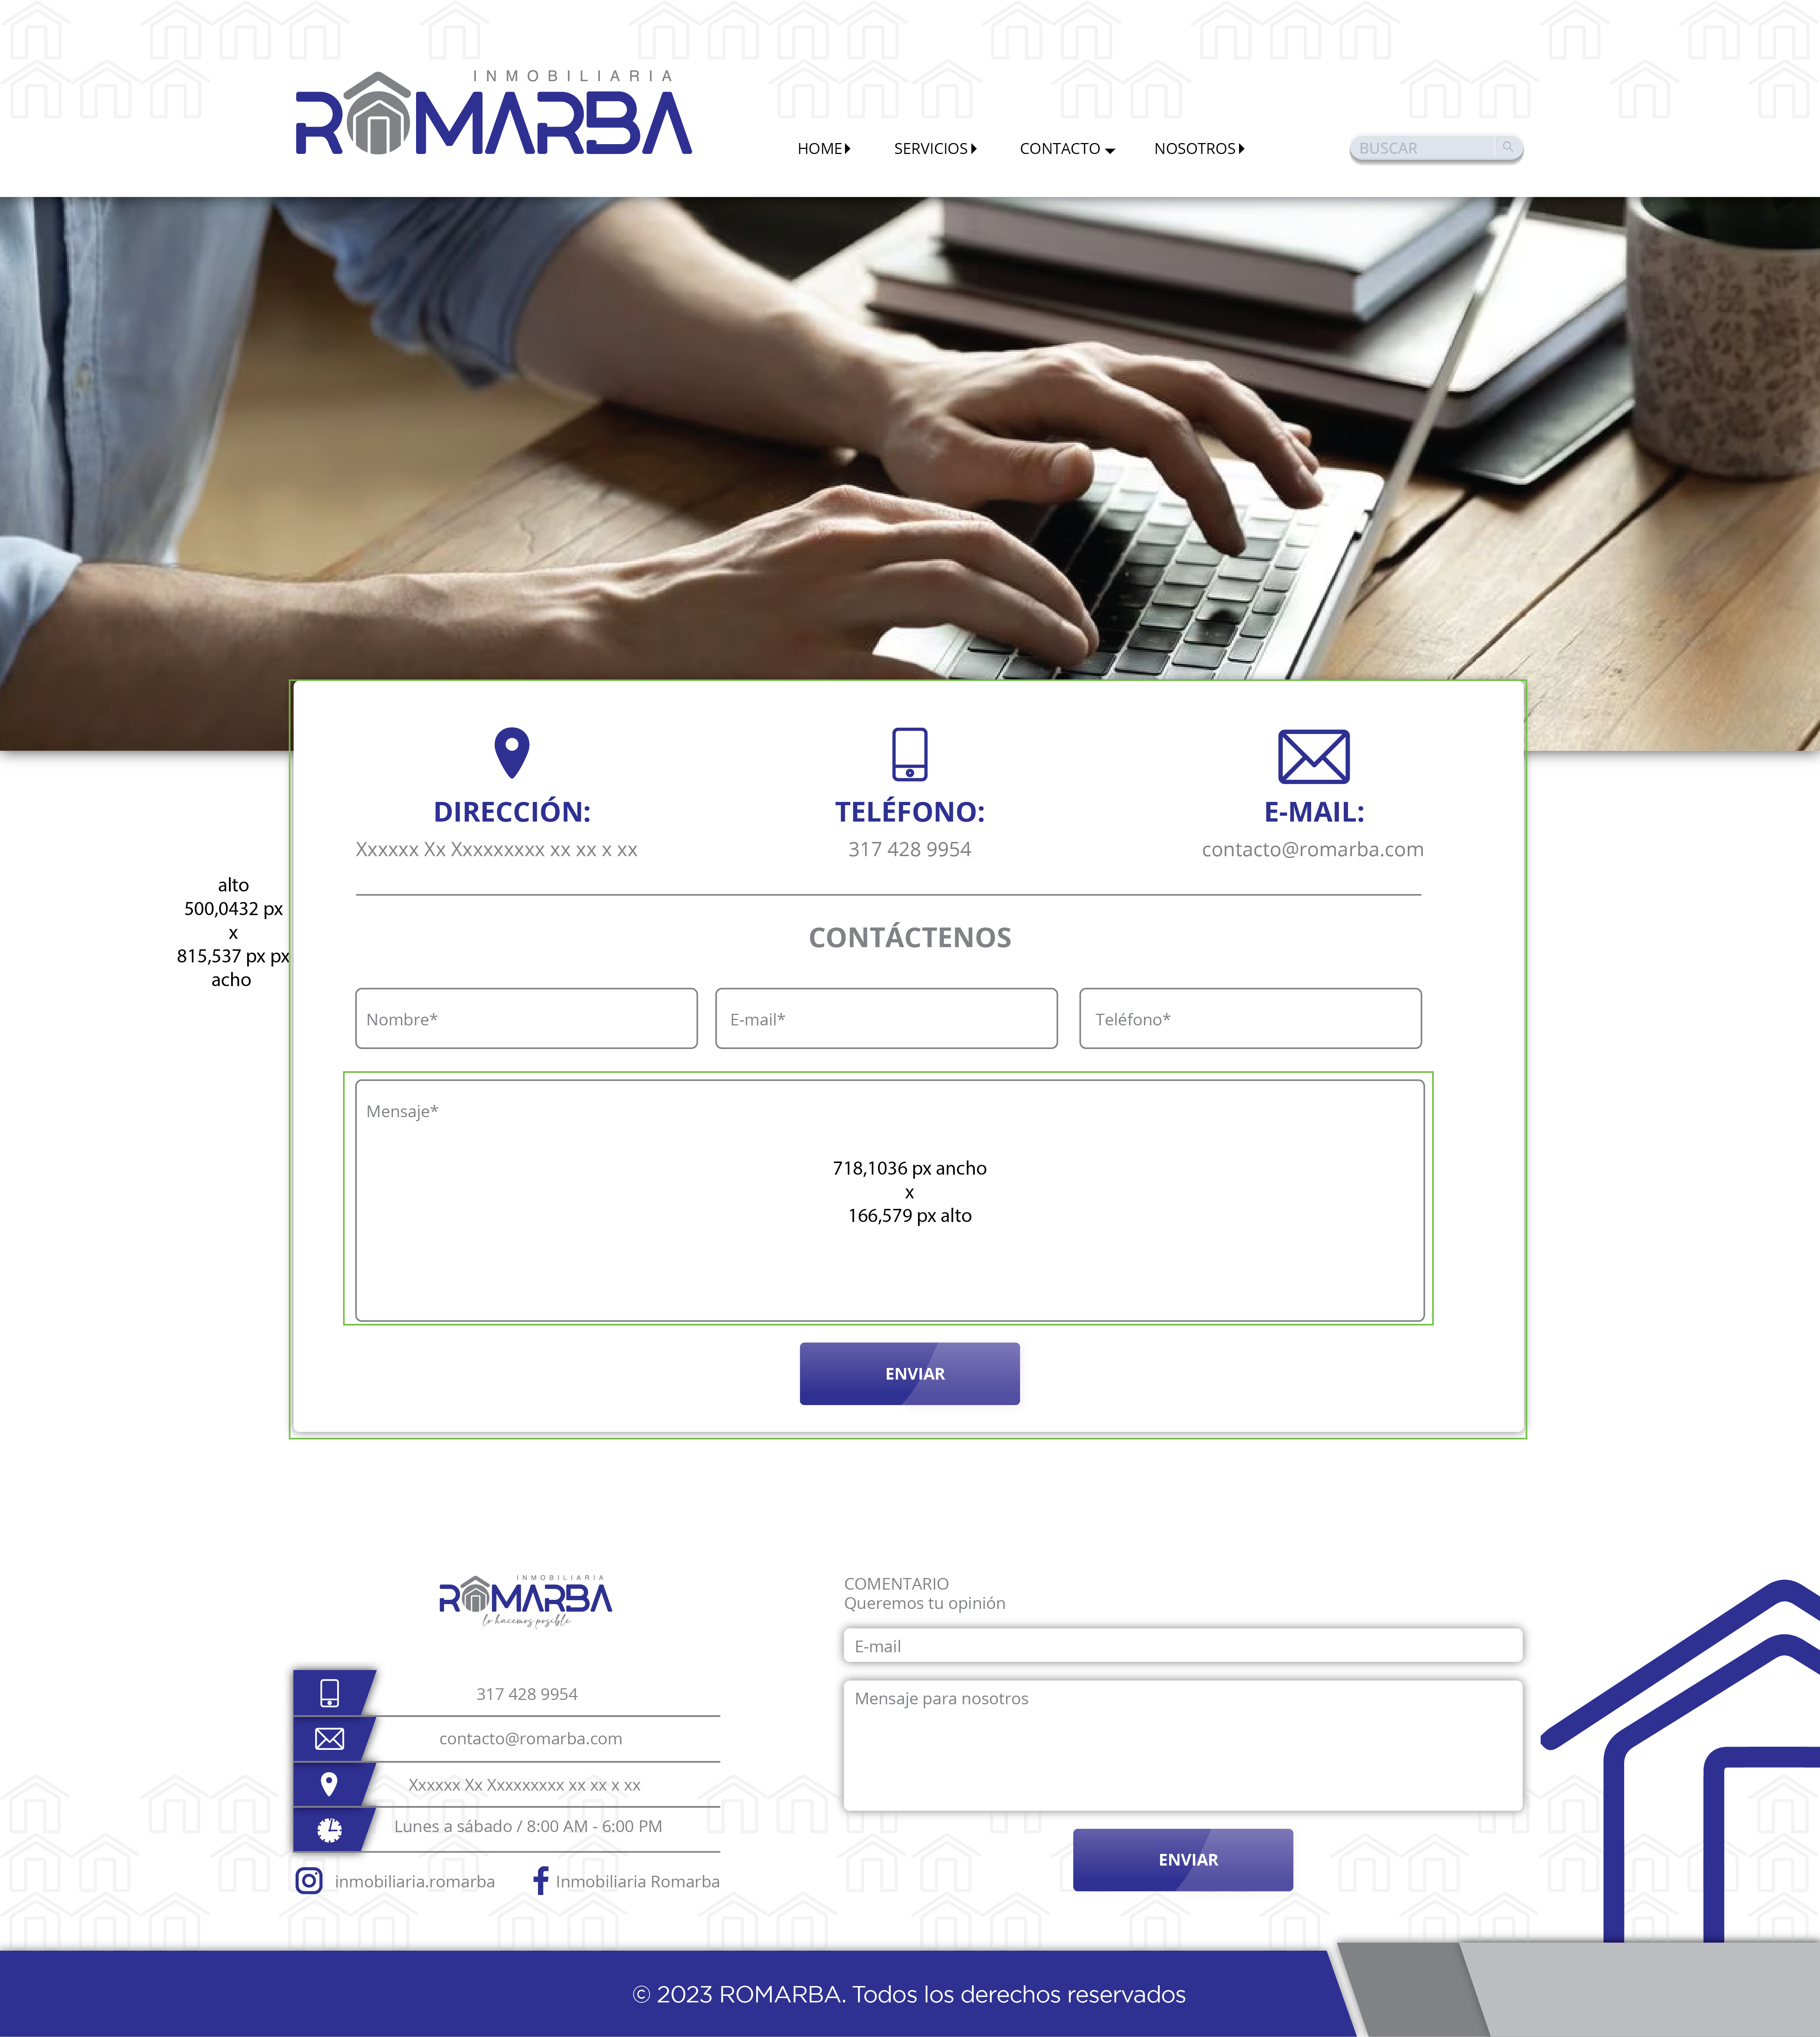 INMOBILIARIA
ROMARBA
HOME SERVICIOS CONTACTO NOSOTROS BUSCAR
DIRECCIÓN: TELÉFONO: E-MAIL:
Xxxxxx Xx Xxxxxxxxx xx xx x xx 317 428 9954 contacto@romarba.com
alto
500,0432 px
x
815,537 px px
acho
CONTÁCTENOS
Nombre* E-mail* Teléfono*
Mensaje*
718,1036 px ancho
x
166,579 px alto
ENVIAR
INMOBILIARIA
ROMARBA
lo hacemos posible
317 428 9954
contacto@romarba.com
Xxxxxx Xx Xxxxxxxxx xx xx x xx
Lunes a sábado / 8:00 AM - 6:00 PM
inmobiliaria.romarba Inmobiliaria Romarba
COMENTARIO
Queremos tu opinión
E-mail
Mensaje para nosotros
ENVIAR
© 2023 ROMARBA. Todos los derechos reservados